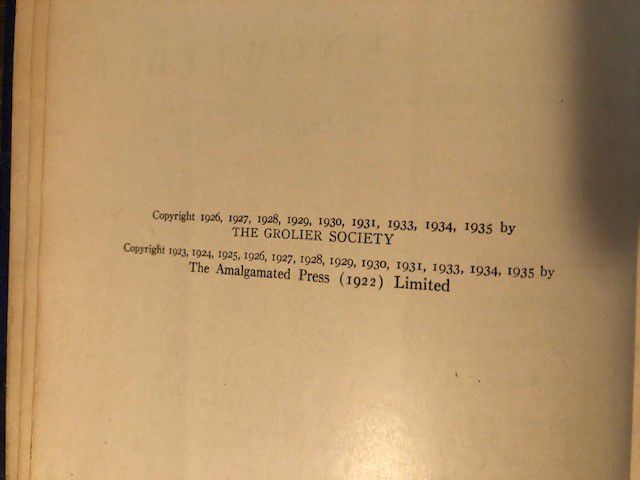 Copyright 1926, 1927, 1928, 1929, 1930, 1931, 1933, 1934, 1935 by
THE GROLIER SOCIETY
Copyright 1923, 1924, 1925, 1926, 1927, 1928, 1929, 1930, 1931, 1933, 1934, 1935 by
The Amalgamated Press (1922) Limited